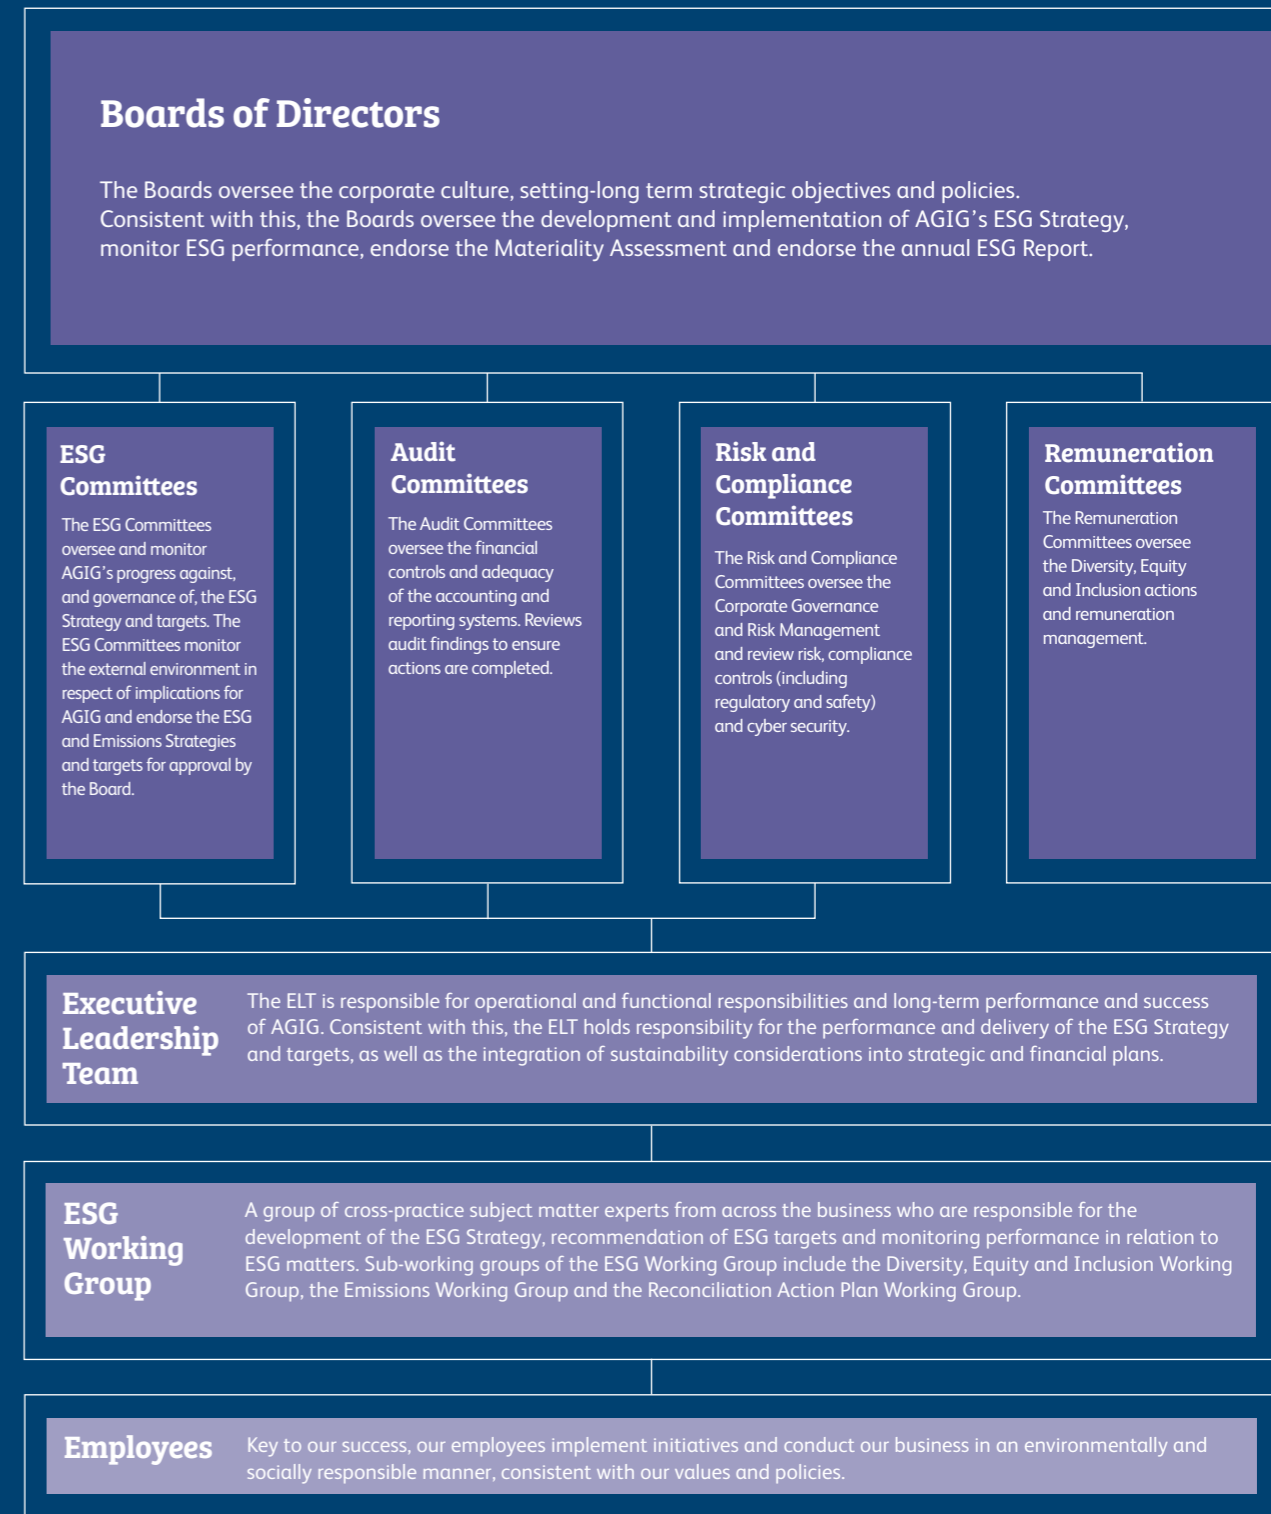 Boards of Directors
The Boards oversee the corporate culture, setting-long term strategic objectives and policies.
Consistent with this, the Boards oversee the development and implementation of AGIG’s ESG Strategy,
monitor ESG performance, endorse the Materiality Assessment and endorse the annual ESG Report.
ESG
Committees
The ESG Committees
oversee and monitor
AGIG’s progress against,
and governance of, the ESG
Strategy and targets. The
ESG Committees monitor
the external environment in
respect of implications for
AGIG and endorse the ESG
and Emissions Strategies
and targets for approval by
the Board.
Audit
Committees
The Audit Committees
oversee the financial
controls and adequacy
of the accounting and
reporting systems. Reviews
audit findings to ensure
actions are completed.
Risk and
Compliance
Committees
The Risk and Compliance
Committees oversee the
Corporate Governance
and Risk Management
and review risk, compliance
controls (including
regulatory and safety)
and cyber security.
Remuneration
Committees
The Remuneration
Committees oversee
the Diversity, Equity
and Inclusion actions
and remuneration
management.
Executive
Leadership
Team
The ELT is responsible for operational and functional responsibilities and long-term performance and success
of AGIG. Consistent with this, the ELT holds responsibility for the performance and delivery of the ESG Strategy
and targets, as well as the integration of sustainability considerations into strategic and financial plans.
ESG
Working
Group
A group of cross-practice subject matter experts from across the business who are responsible for the
development of the ESG Strategy, recommendation of ESG targets and monitoring performance in relation to
ESG matters. Sub-working groups of the ESG Working Group include the Diversity, Equity and Inclusion Working
Group, the Emissions Working Group and the Reconciliation Action Plan Working Group.
Employees
Key to our success, our employees implement initiatives and conduct our business in an environmentally and
socially responsible manner, consistent with our values and policies.